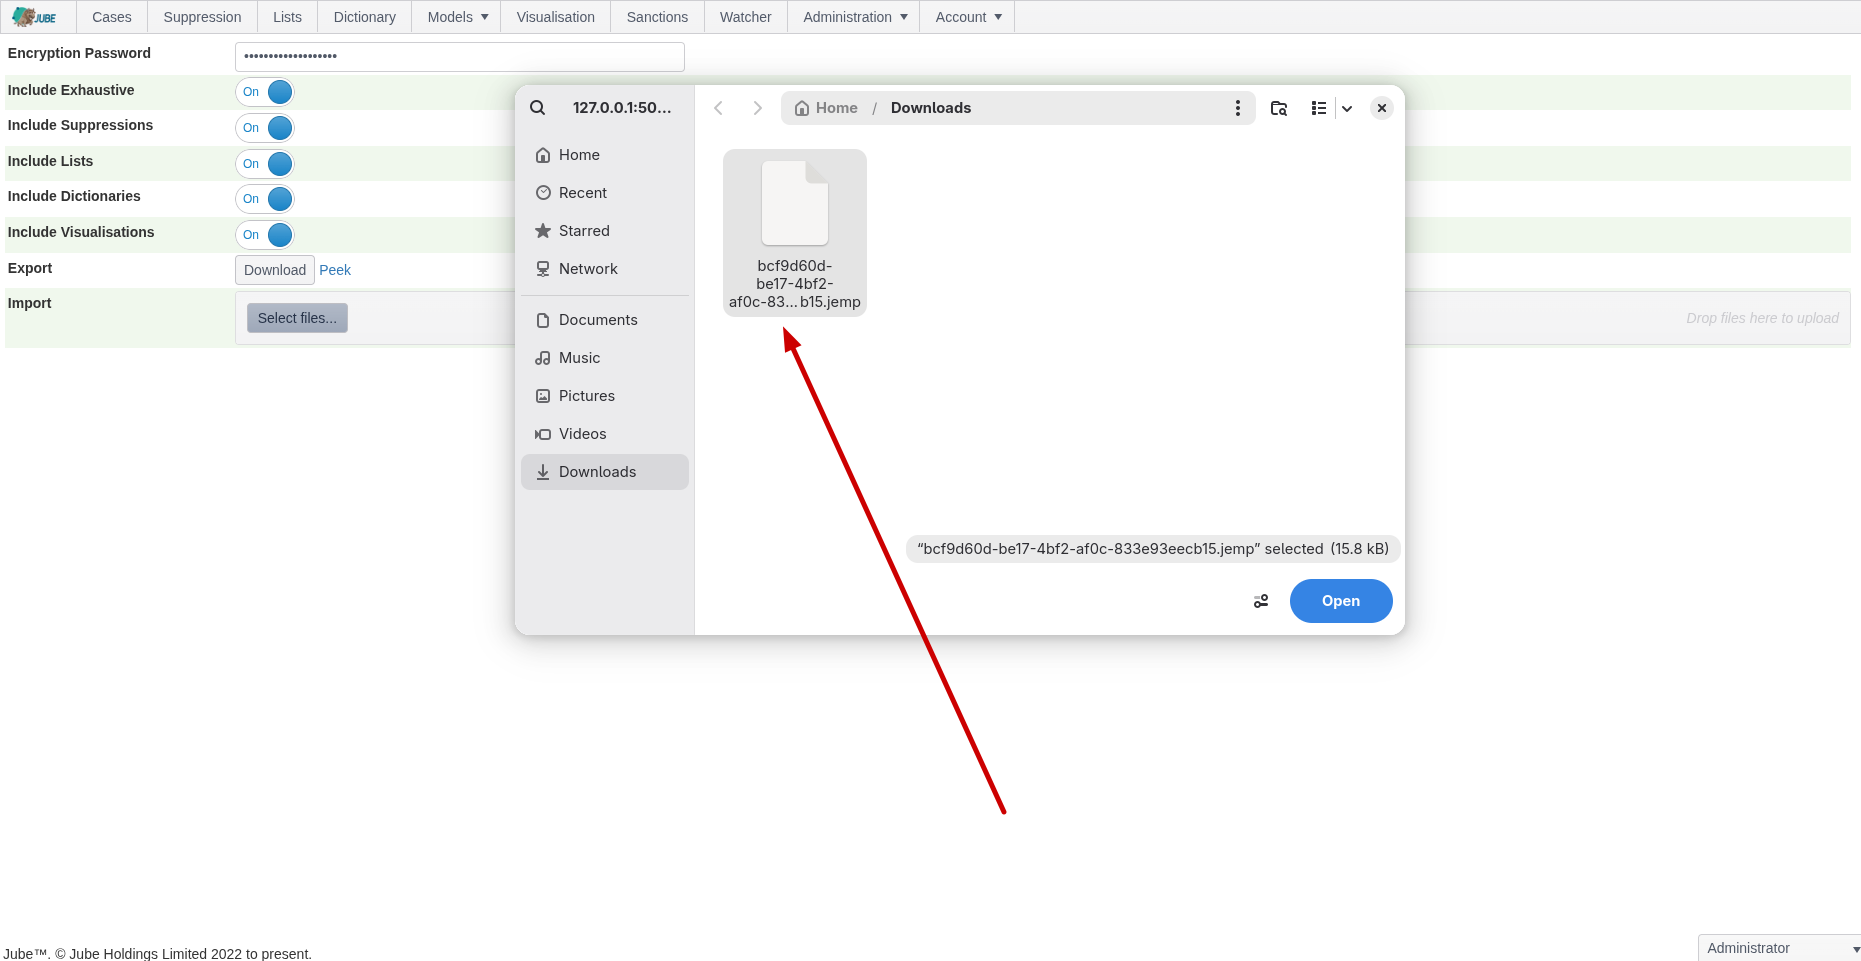 JUBE Cases Suppression Lists Dictionary Models Visualisation Sanctions Watcher Administration Account
Encryption Password ••••••••••••••••••••
Include Exhaustive On
Include Suppressions On
Include Lists On
Include Dictionaries On
Include Visualisations On
Export Download Peek
Import Select files... Drop files here to upload
127.0.0.1:50... Home / Downloads
Home
Recent
Starred
Network
Documents
Music
Pictures
Videos
Downloads
bcf9d60d-
be17-4bf2-
af0c-83...b15.jemp
“bcf9d60d-be17-4bf2-af0c-833e93eecb15.jemp” selected (15.8 kB)
Open
Jube™. © Jube Holdings Limited 2022 to present.
Administrator